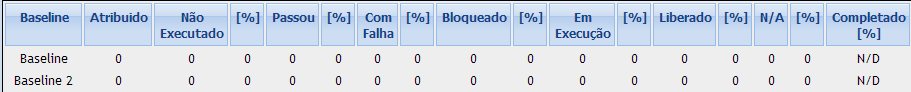 Baseline Atribuido Não Executado [%] Passou [%] Com Falha [%] Bloqueado [%] Em Execução [%] Liberado [%] N/A [%] Completado [%]
Baseline 0 0 0 0 0 0 0 0 0 0 0 0 0 0 0 N/D
Baseline 2 0 0 0 0 0 0 0 0 0 0 0 0 0 0 0 N/D